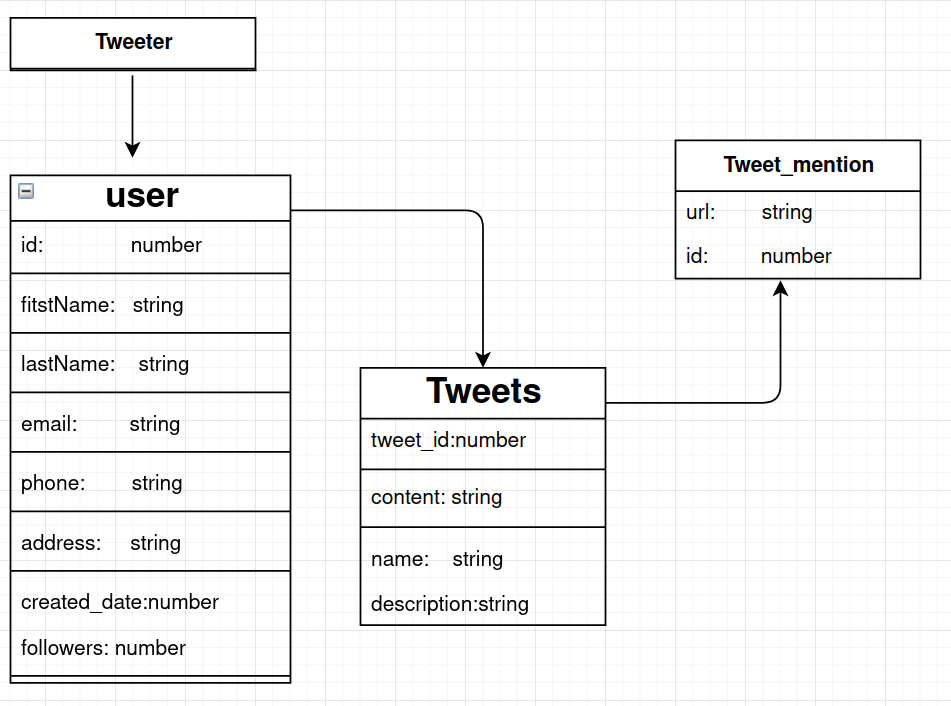 Tweeter
user
id: number
fitstName: string
lastName: string
email: string
phone: string
address: string
created_date:number
followers: number
Tweets
tweet_id:number
content: string
name: string
description:string
Tweet_mention
url: string
id: number